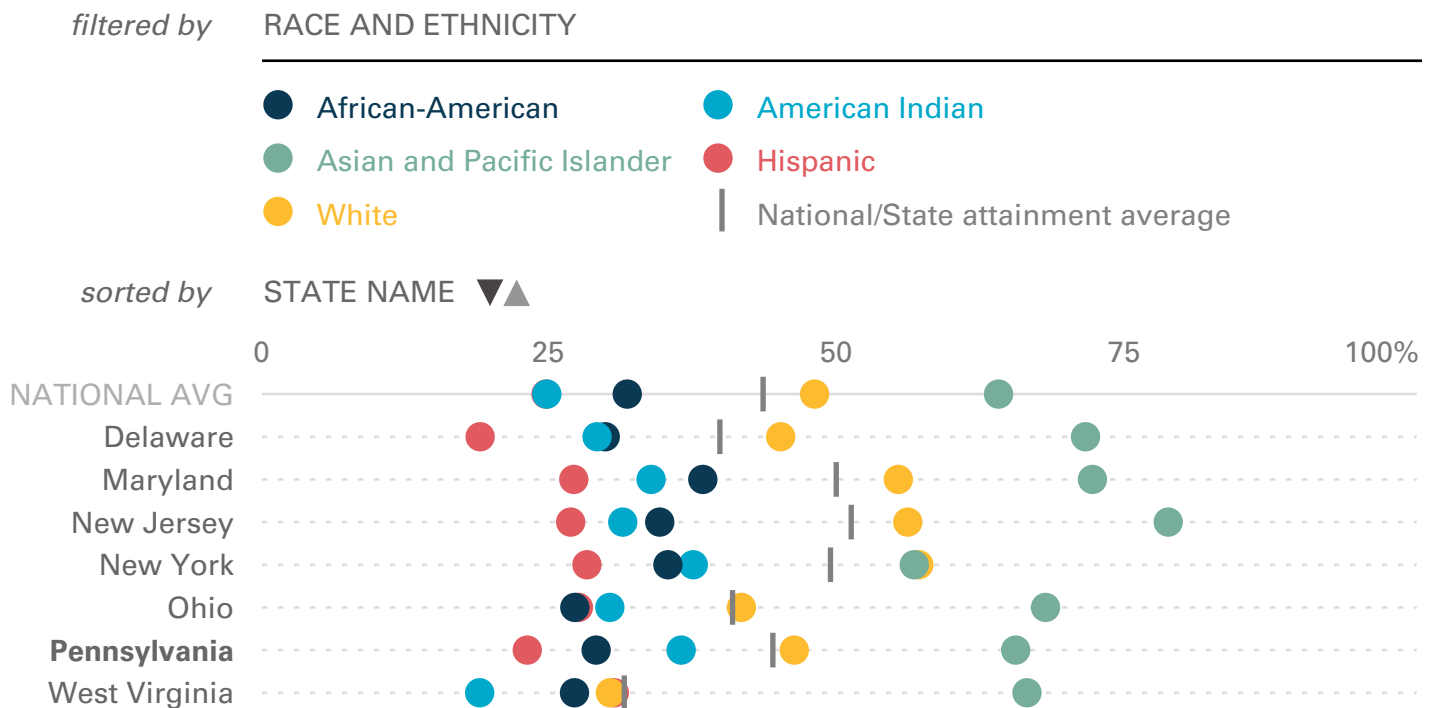 filtered by RACE AND ETHNICITY
African-American American Indian
Asian and Pacific Islander Hispanic
White National/State attainment average
sorted by STATE NAME ▼▲
0 25 50 75 100%
NATIONAL AVG
Delaware
Maryland
New Jersey
New York
Ohio
Pennsylvania
West Virginia